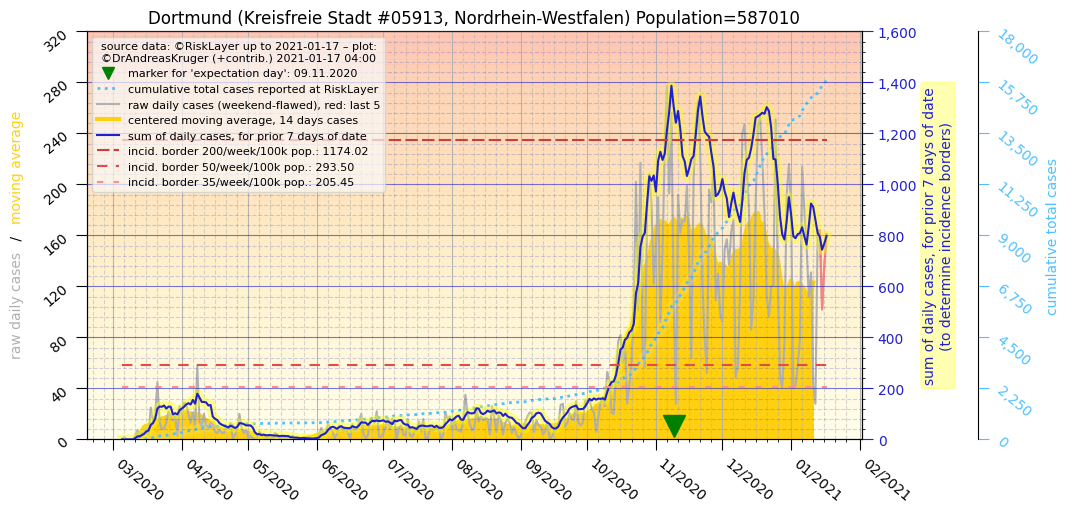 Dortmund (Kreisfreie Stadt #05913, Nordrhein-Westfalen) Population=587010
source data: ©RiskLayer up to 2021-01-17 – plot:
©DrAndreasKruger (+contrib.) 2021-01-17 04:00
marker for 'expectation day': 09.11.2020
cumulative total cases reported at RiskLayer
raw daily cases (weekend-flawed), red: last 5
centered moving average, 14 days cases
sum of daily cases, for prior 7 days of date
incid. border 200/week/100k pop.: 1174.02
incid. border 50/week/100k pop.: 293.50
incid. border 35/week/100k pop.: 205.45
raw daily cases / moving average
320
280
240
200
160
120
80
40
0
03/2020
04/2020
05/2020
06/2020
07/2020
08/2020
09/2020
10/2020
11/2020
12/2020
01/2021
02/2021
1,600
1,400
1,200
1,000
800
600
400
200
0
sum of daily cases, for prior 7 days of date
(to determine incidence borders)
18,000
15,750
13,500
11,250
9,000
6,750
4,500
2,250
0
cumulative total cases